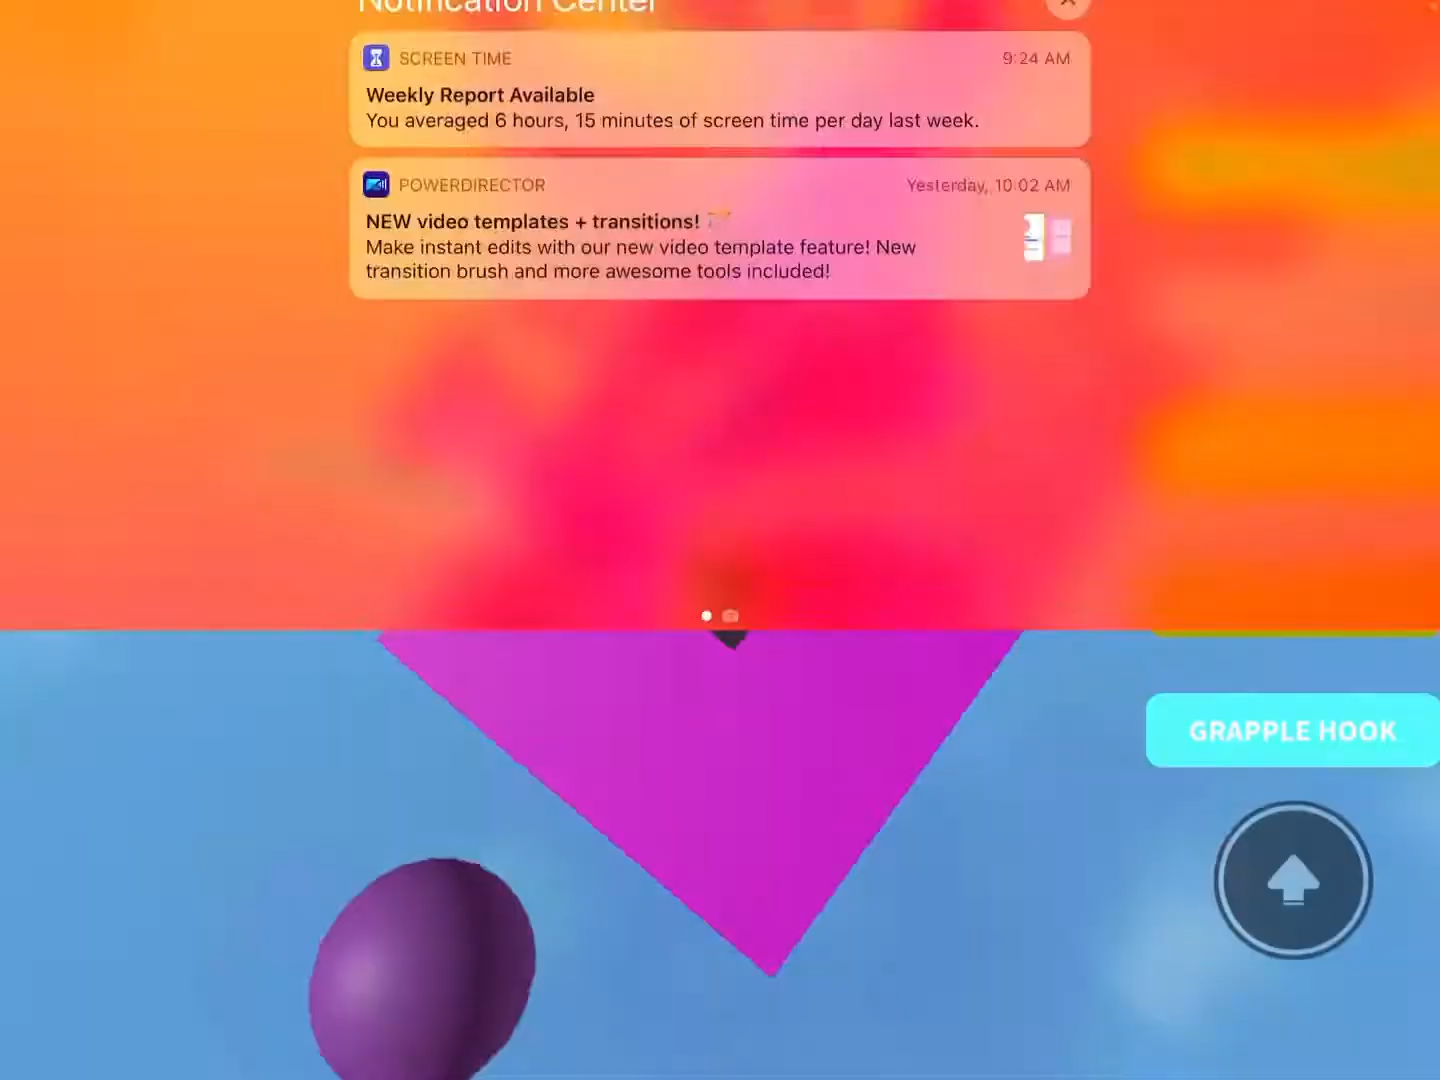 Notification Center
SCREEN TIME
9:24 AM
Weekly Report Available
You averaged 6 hours, 15 minutes of screen time per day last week.
POWERDIRECTOR
Yesterday, 10:02 AM
NEW video templates + transitions!
Make instant edits with our new video template feature! New
transition brush and more awesome tools included!
GRAPPLE HOOK